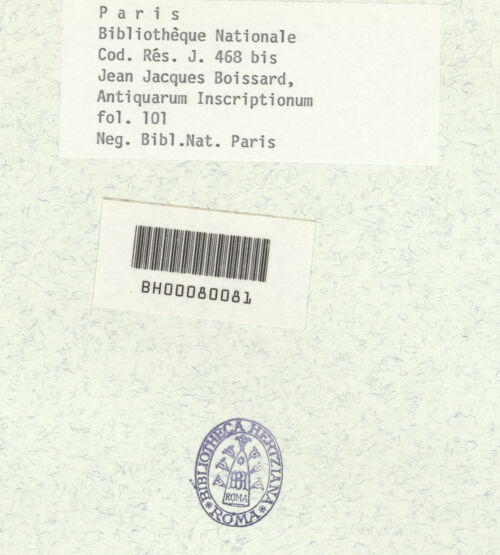 P a r i s
Bibliothèque Nationale
Cod. Rés. J. 468 bis
Jean Jacques Boissard,
Antiquarum Inscriptionum
fol. 101
Neg. Bibl.Nat. Paris
BH00080081
BIBLIOTHECA HERTZIANA
ROMA
* ROMA *